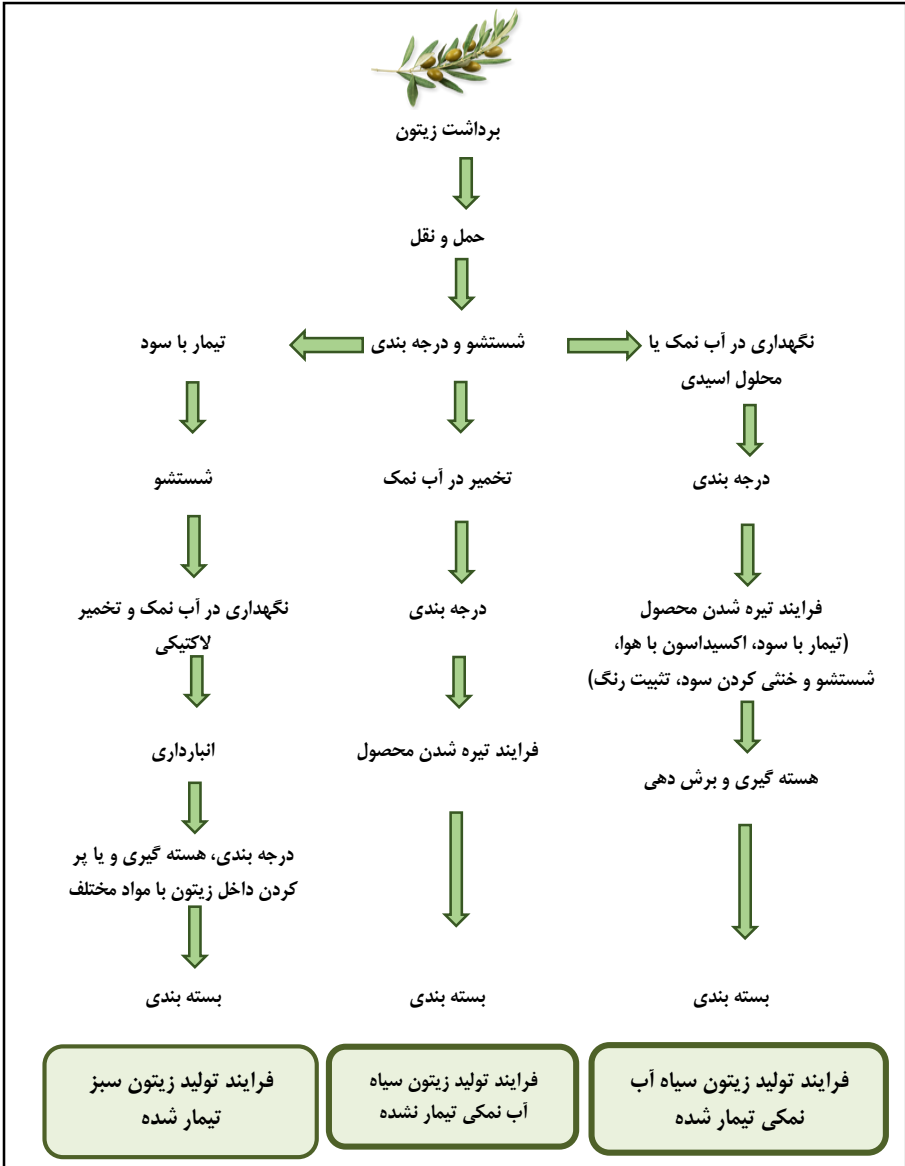 برداشت زیتون
حمل و نقل
شستشو و درجه بندی
نگهداری در آب نمک یا
محلول اسیدی
درجه بندی
فرایند تیره شدن محصول
(تیمار با سود، اکسیداسون با هوا،
شستشو و خنثی کردن سود، تثبیت رنگ)
هسته گیری و برش دهی
بسته بندی
فرایند تولید زیتون سیاه آب
نمکی تیمار شده
تخمیر در آب نمک
درجه بندی
فرایند تیره شدن محصول
بسته بندی
فرایند تولید زیتون سیاه
آب نمکی تیمار نشده
تیمار با سود
شستشو
نگهداری در آب نمک و تخمیر
لاکتیکی
انبارداری
درجه بندی، هسته گیری و یا پر
کردن داخل زیتون با مواد مختلف
بسته بندی
فرایند تولید زیتون سبز
تیمار شده